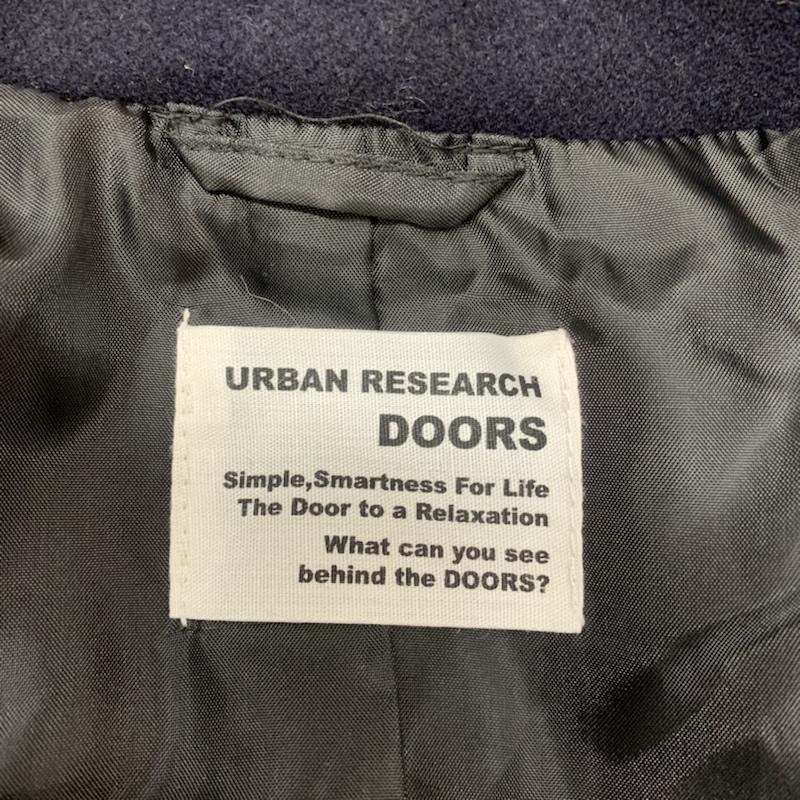 URBAN RESEARCH
DOORS
Simple,Smartness For Life
The Door to a Relaxation
What can you see
behind the DOORS?